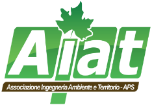 Aiat
Associazione Ingegneria Ambiente e Territorio - APS